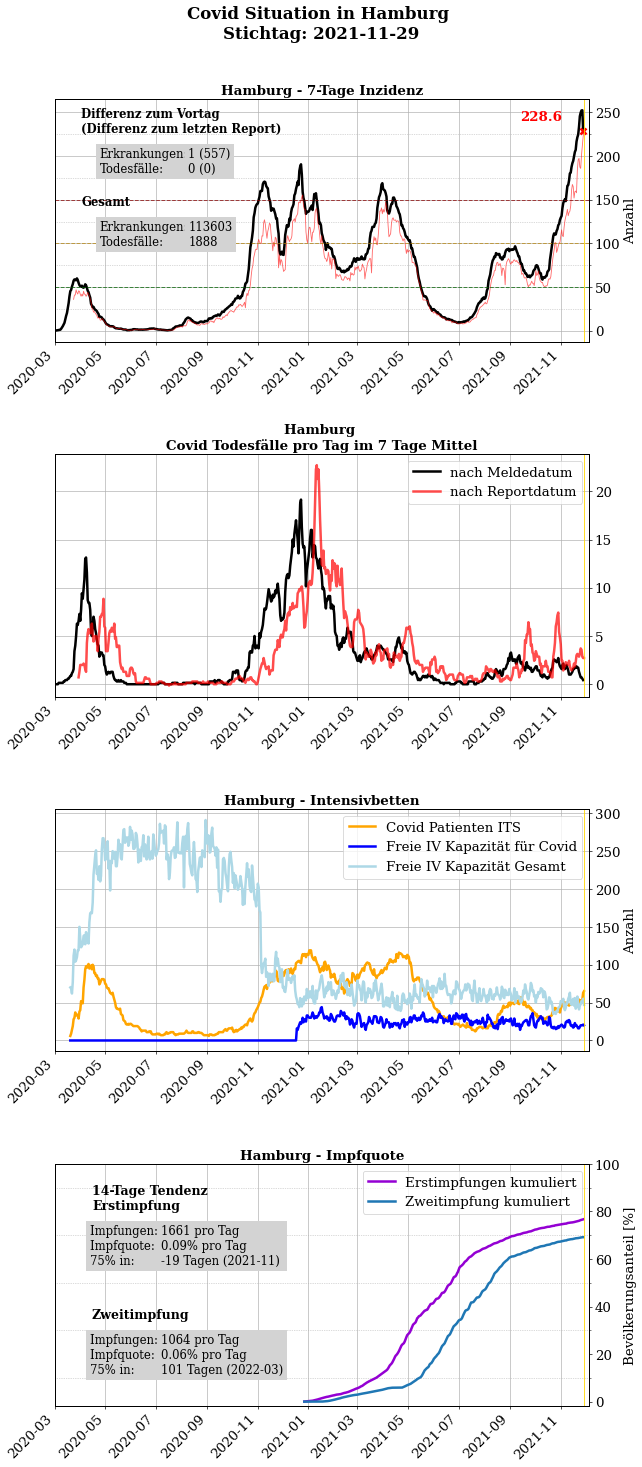 Covid Situation in Hamburg
Stichtag: 2021-11-29
Hamburg - 7-Tage Inzidenz
Differenz zum Vortag
(Differenz zum letzten Report)
228.6
Erkrankungen 1 (557)
Todesfälle: 0 (0)
Gesamt
Erkrankungen 113603
Todesfälle: 1888
250
200
150
100
50
0
Anzahl
2020-03 2020-05 2020-07 2020-09 2020-11 2021-01 2021-03 2021-05 2021-07 2021-09 2021-11
Hamburg
Covid Todesfälle pro Tag im 7 Tage Mittel
nach Meldedatum
nach Reportdatum
20
15
10
5
0
2020-03 2020-05 2020-07 2020-09 2020-11 2021-01 2021-03 2021-05 2021-07 2021-09 2021-11
Hamburg - Intensivbetten
Covid Patienten ITS
Freie IV Kapazität für Covid
Freie IV Kapazität Gesamt
300
250
200
150
100
50
0
Anzahl
2020-03 2020-05 2020-07 2020-09 2020-11 2021-01 2021-03 2021-05 2021-07 2021-09 2021-11
Hamburg - Impfquote
Erstimpfungen kumuliert
Zweitimpfung kumuliert
14-Tage Tendenz
Erstimpfung
Impfungen: 1661 pro Tag
Impfquote: 0.09% pro Tag
75% in: -19 Tagen (2021-11)
Zweitimpfung
Impfungen: 1064 pro Tag
Impfquote: 0.06% pro Tag
75% in: 101 Tagen (2022-03)
100
80
60
40
20
0
Bevölkerungsanteil [%]
2020-03 2020-05 2020-07 2020-09 2020-11 2021-01 2021-03 2021-05 2021-07 2021-09 2021-11